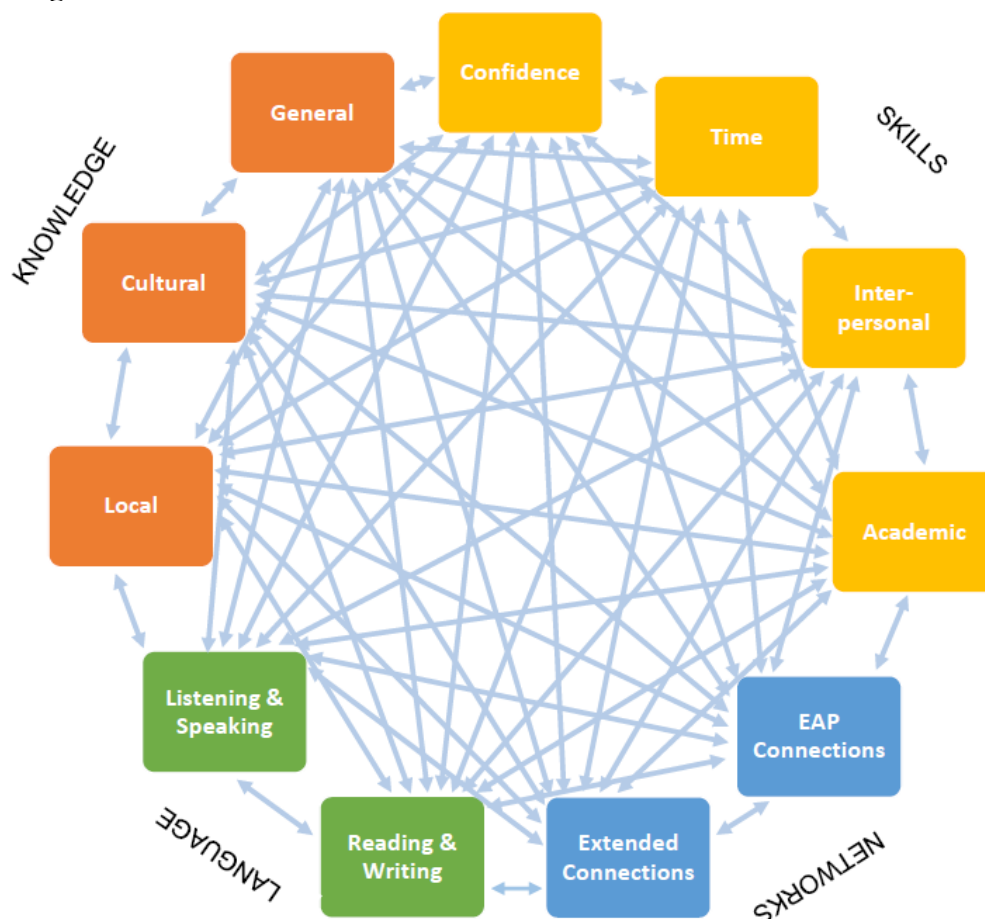 Confidence
General
Time
SKILLS
KNOWLEDGE
Cultural
Inter-
personal
Local
Academic
Listening &
Speaking
EAP
Connections
Reading &
Writing
Extended
Connections
LANGUAGE
NETWORKS